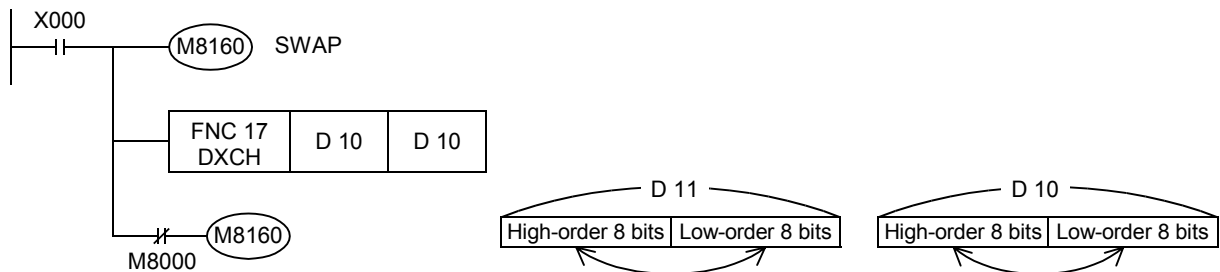 X000
M8160 SWAP
FNC 17
DXCH
D 10
D 10
M8160
M8000
D 11
High-order 8 bits Low-order 8 bits
D 10
High-order 8 bits Low-order 8 bits